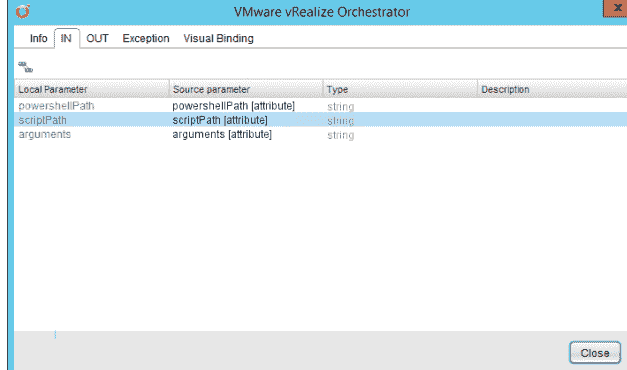 VMware vRealize Orchestrator
x
Info IN OUT Exception Visual Binding
Local Parameter Source parameter Type Description
powershellPath powershellPath [attribute] string
scriptPath scriptPath [attribute] string
arguments arguments [attribute] string
Close